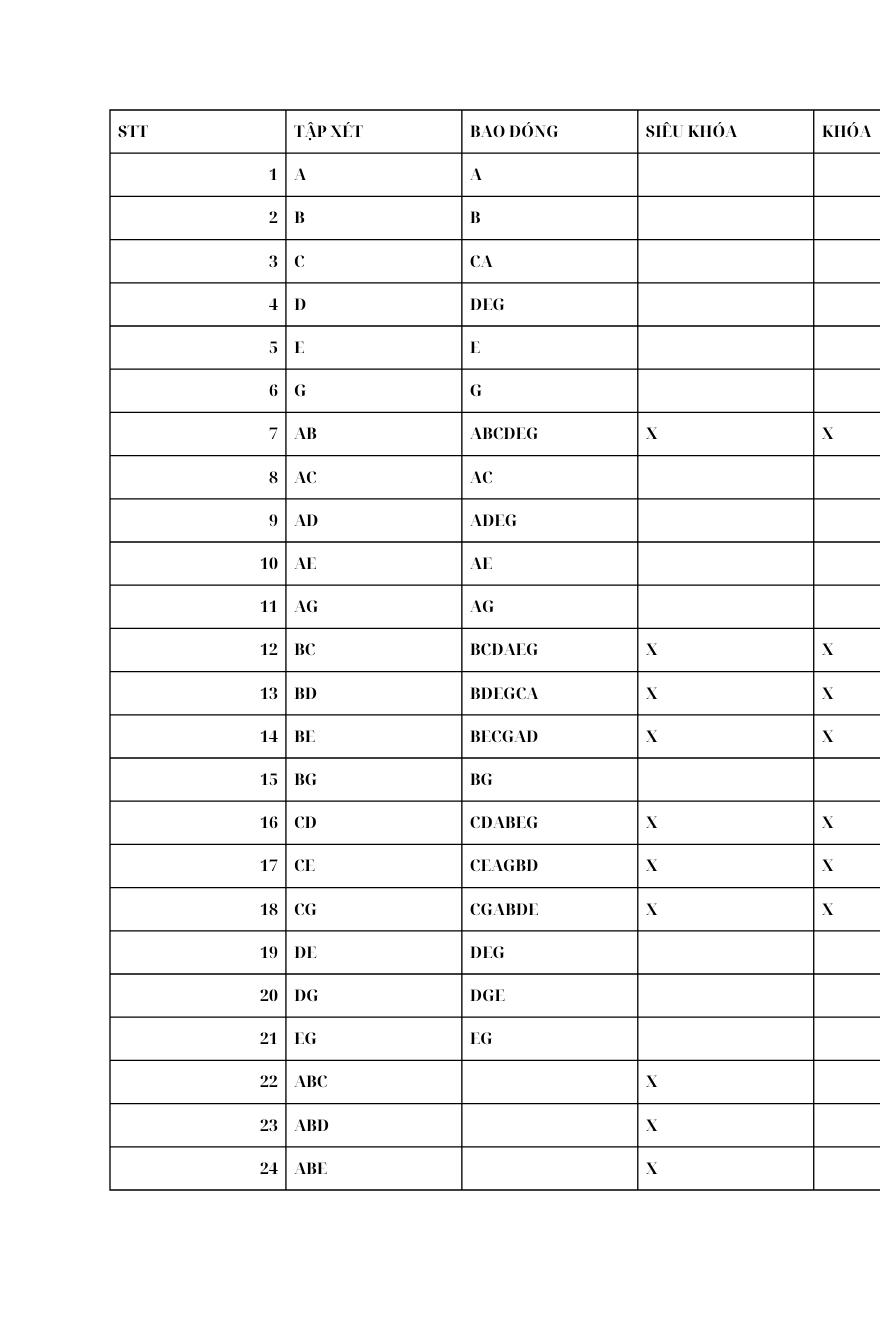 STT TẬP XÉT BAO ĐÓNG SIÊU KHÓA KHÓA
1 A A
2 B B
3 C CA
4 D DEG
5 E E
6 G G
7 AB ABCDEG X X
8 AC AC
9 AD ADEG
10 AE AE
11 AG AG
12 BC BCDAEG X X
13 BD BDEGCA X X
14 BE BECGAD X X
15 BG BG
16 CD CDABEG X X
17 CE CEAGBD X X
18 CG CGABDE X X
19 DE DEG
20 DG DGE
21 EG EG
22 ABC X
23 ABD X
24 ABE X